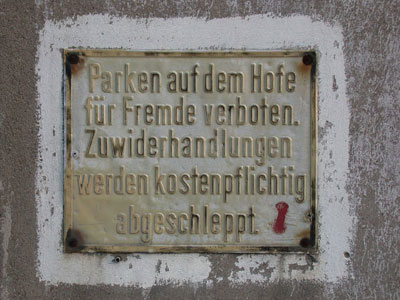 Parken auf dem Hofe
für Fremde verboten.
Zuwiderhandlungen
werden kostenpflichtig
abgeschleppt